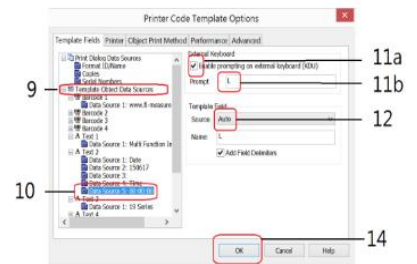 Printer Code Template Options
Template Fields Printer Object Print Method Performance Advanced
Print Dialog Data Sources
Format ID/Name
Copies
Serial Numbers
Template Object Data Sources
Barcode 1
Data Source 1: www.fl-measure
Barcode 2
Barcode 3
Barcode 4
Text 1
Data Source 1: Multi Function In
Text 2
Data Source 1: Date
Data Source 2: 150617
Data Source 3:
Data Source 4: Time
Data Source 5: 00:00:00
Text 3
Data Source 1: 19 Series
Text 4
External Keyboard
Enable prompting on external keyboard (KDU)
Prompt L
Template Field
Source Auto
Name: L
Add Field Delimiters
OK Cancel Help
9
10
11a
11b
12
14